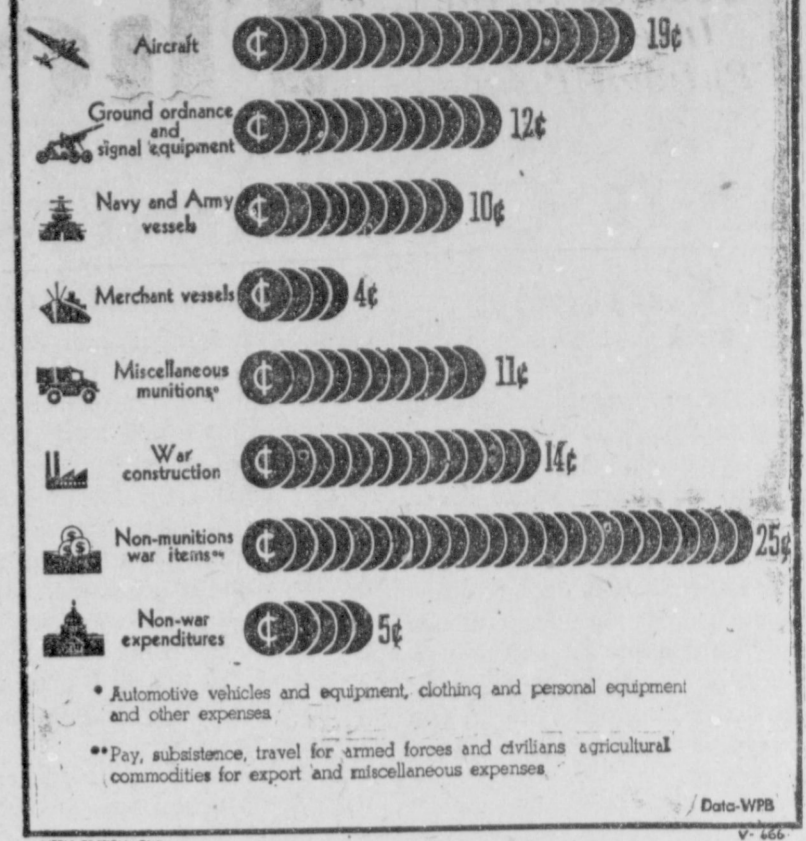 Aircraft 19¢
Ground ordnance
and
signal equipment 12¢
Navy and Army
vessels 10¢
Merchant vessels 4¢
Miscellaneous
munitions* 11¢
War
construction 14¢
Non-munitions
war items** 25¢
Non-war
expenditures 5¢
* Automotive vehicles and equipment, clothing and personal equipment
and other expenses
**Pay, subsistence, travel for armed forces and civilians agricultural
commodities for export and miscellaneous expenses
Data-WPB
V-666